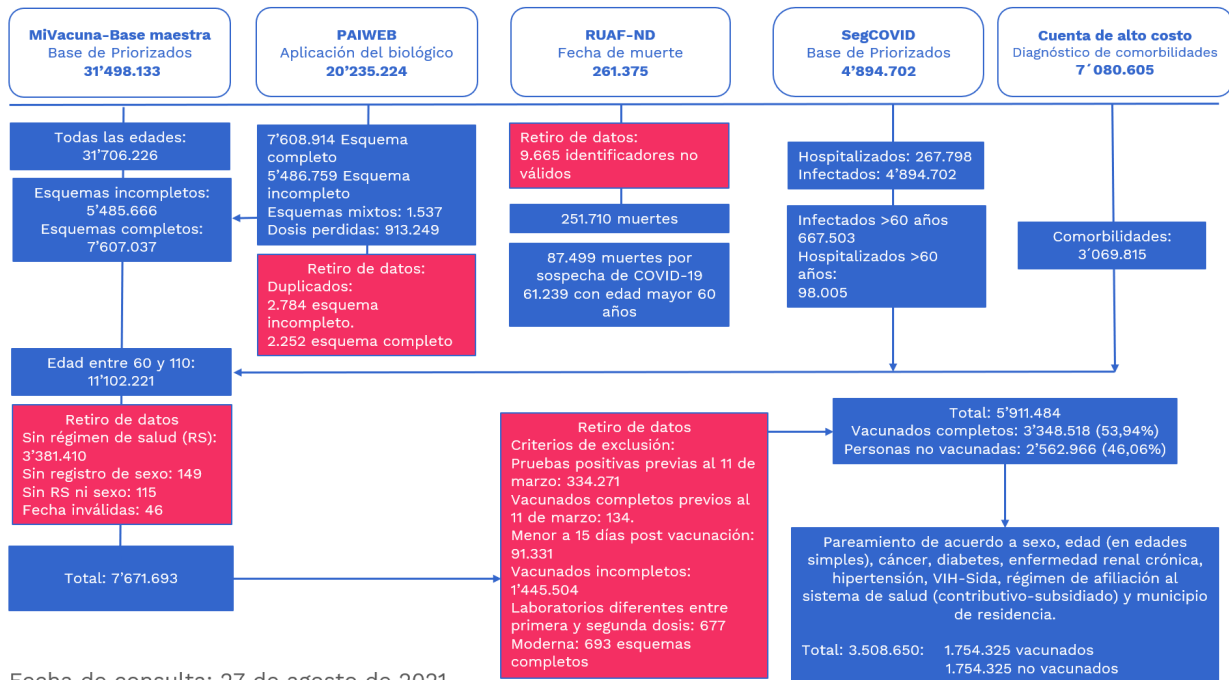 MiVacuna-Base maestra
Base de Priorizados
31’498.133
PAIWEB
Aplicación del biológico
20’235.224
RUAF-ND
Fecha de muerte
261.375
SegCOVID
Base de Priorizados
4’894.702
Cuenta de alto costo
Diagnóstico de comorbilidades
7´080.605
Todas las edades:
31’706.226
Esquemas incompletos:
5’485.666
Esquemas completos:
7’607.037
7’608.914 Esquema
completo
5’486.759 Esquema
incompleto
Esquemas mixtos: 1.537
Dosis perdidas: 913.249
Retiro de datos:
Duplicados:
2.784 esquema
incompleto.
2.252 esquema completo
Retiro de datos:
9.665 identificadores no
válidos
251.710 muertes
87.499 muertes por
sospecha de COVID-19
61.239 con edad mayor 60
años
Hospitalizados: 267.798
Infectados: 4’894.702
Infectados >60 años
667.503
Hospitalizados >60
años:
98.005
Comorbilidades:
3´069.815
Edad entre 60 y 110:
11’102.221
Retiro de datos
Sin régimen de salud (RS):
3’381.410
Sin registro de sexo: 149
Sin RS ni sexo: 115
Fecha inválidas: 46
Total: 7’671.693
Retiro de datos
Criterios de exclusión:
Pruebas positivas previas al 11 de
marzo: 334.271
Vacunados completos previos al
11 de marzo: 134.
Menor a 15 días post vacunación:
91.331
Vacunados incompletos:
1’445.504
Laboratorios diferentes entre
primera y segunda dosis: 677
Moderna: 693 esquemas
completos
Total: 5’911.484
Vacunados completos: 3’348.518 (53,94%)
Personas no vacunadas: 2’562.966 (46,06%)
Pareamiento de acuerdo a sexo, edad (en edades
simples), cáncer, diabetes, enfermedad renal crónica,
hipertensión, VIH-Sida, régimen de afiliación al
sistema de salud (contributivo-subsidiado) y municipio
de residencia.
Total: 3.508.650: 1.754.325 vacunados
1.754.325 no vacunados
Fecha de consulta: 27 de agosto de 2021